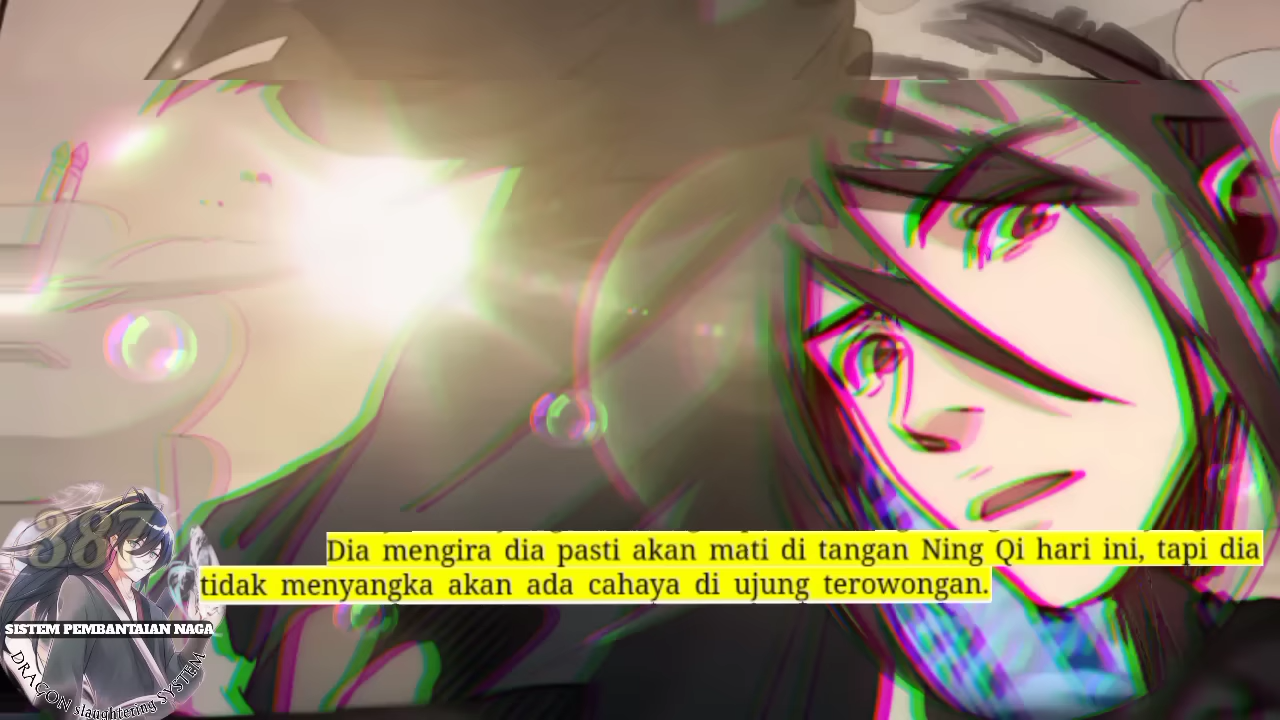 Dia mengira dia pasti akan mati di tangan Ning Qi hari ini, tapi dia
tidak menyangka akan ada cahaya di ujung terowongan.
387
SISTEM PEMBANTAIAN NAGA
DRAGON slaughtering SYSTEM